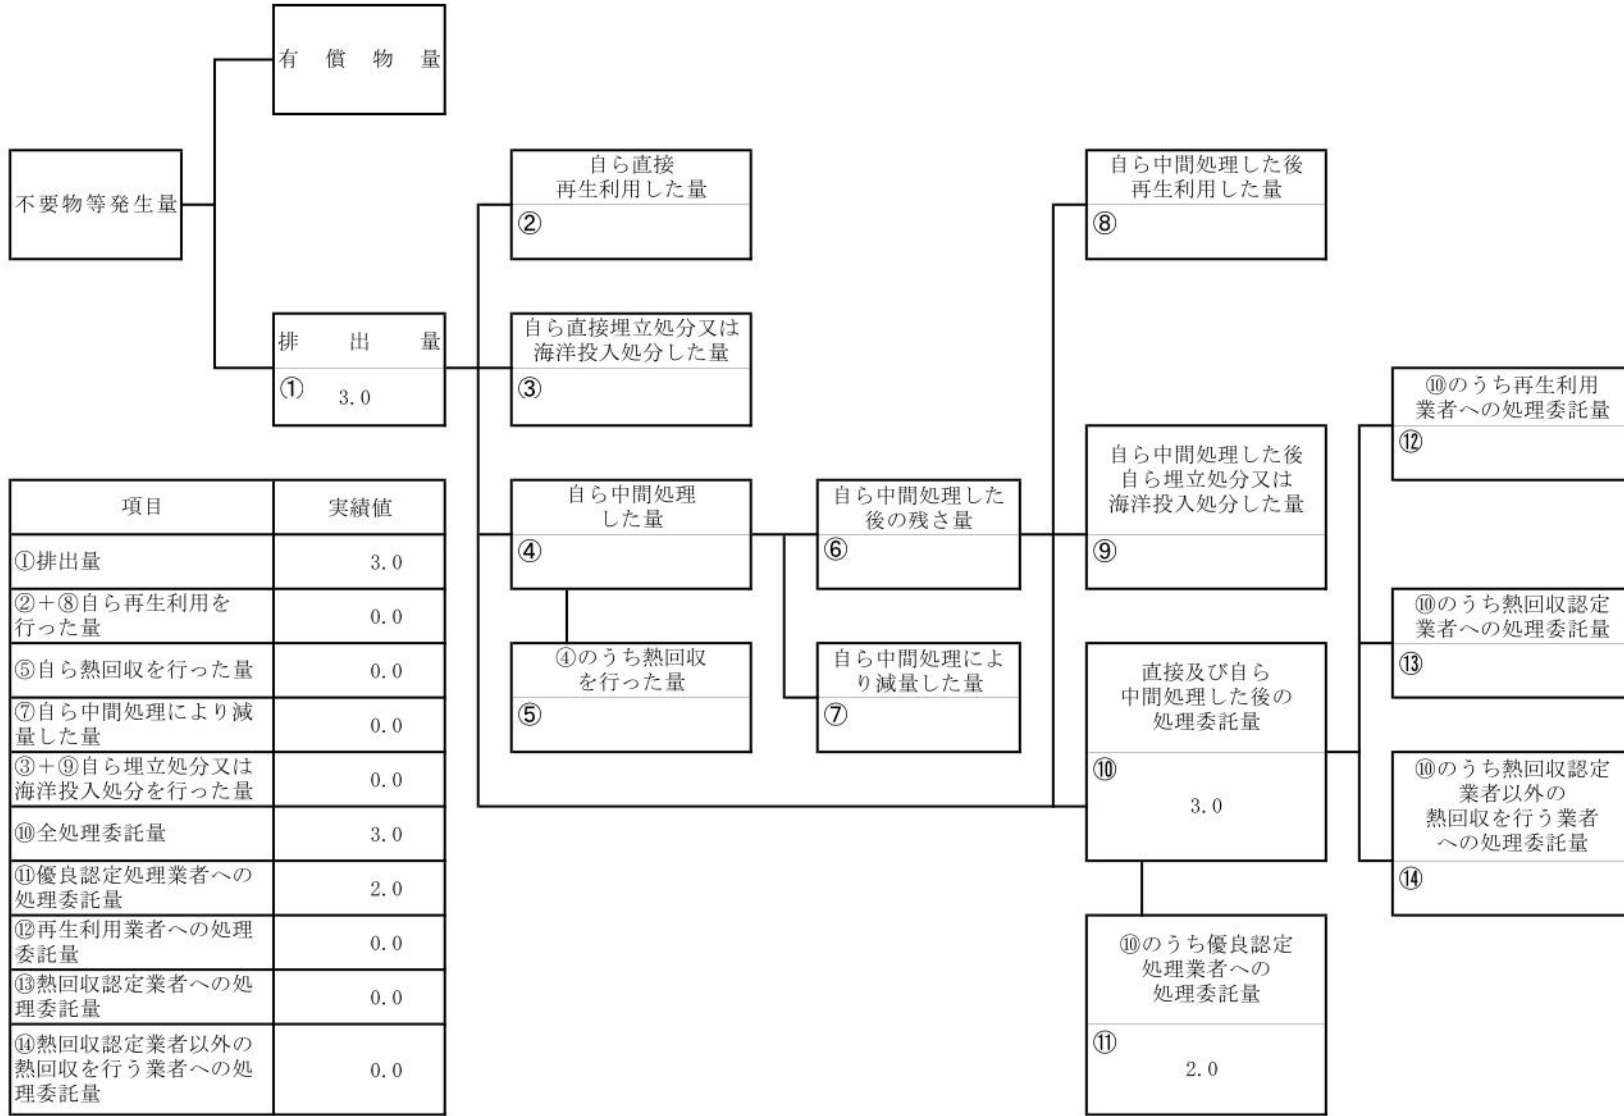 有償物量
不要物等発生量
排出量
①
3.0
自ら直接
再生利用した量
②
自ら直接埋立処分又は
海洋投入処分した量
③
自ら中間処理
した量
④
④のうち熱回収
を行った量
⑤
自ら中間処理した
後の残さ量
⑥
自ら中間処理によ
り減量した量
⑦
自ら中間処理した後
再生利用した量
⑧
自ら中間処理した後
自ら埋立処分又は
海洋投入処分した量
⑨
直接及び自ら
中間処理した後の
処理委託量
⑩
3.0
⑩のうち優良認定
処理業者への
処理委託量
⑪
2.0
⑩のうち再生利用
業者への処理委託量
⑫
⑩のうち熱回収認定
業者への処理委託量
⑬
⑩のうち熱回収認定
業者以外の
熱回収を行う業者
への処理委託量
⑭
項目 実績値
①排出量 3.0
②+⑧自ら再生利用を
行った量 0.0
⑤自ら熱回収を行った量 0.0
⑦自ら中間処理により減
量した量 0.0
③+⑨自ら埋立処分又は
海洋投入処分を行った量 0.0
⑩全処理委託量 3.0
⑪優良認定処理業者への
処理委託量 2.0
⑫再生利用業者への処理
委託量 0.0
⑬熱回収認定業者への処
理委託量 0.0
⑭熱回収認定業者以外の
熱回収を行う業者への処
理委託量 0.0